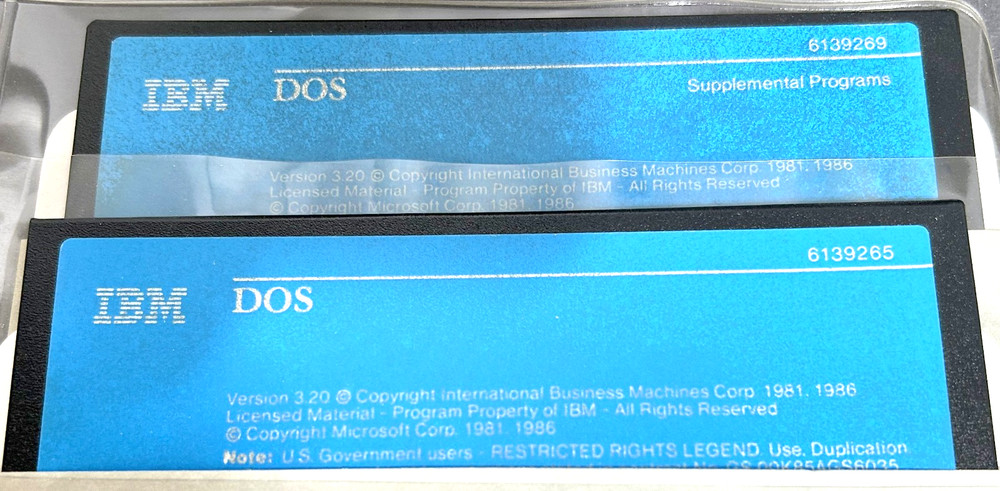 6139269
IBM DOS
Supplemental Programs
Version 3.20 © Copyright International Business Machines Corp. 1981, 1986
Licensed Material - Program Property of IBM - All Rights Reserved
© Copyright Microsoft Corp. 1981, 1986
6139265
IBM DOS
Version 3.20 © Copyright International Business Machines Corp. 1981, 1986
Licensed Material - Program Property of IBM - All Rights Reserved
© Copyright Microsoft Corp. 1981, 1986
Note: U.S. Government users - RESTRICTED RIGHTS LEGEND. Use, Duplication